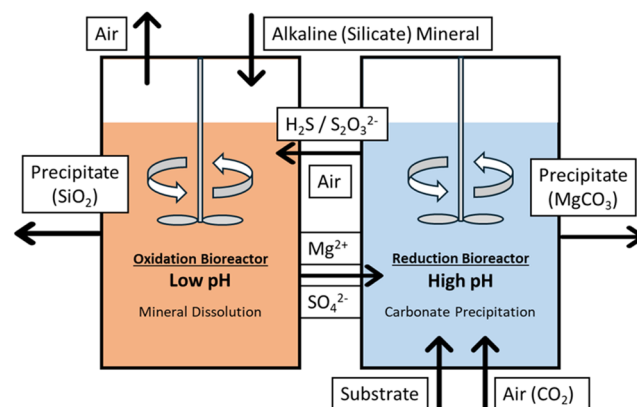 Air
Alkaline (Silicate) Mineral
H₂S / S₂O₃²⁻
Air
Precipitate
(SiO₂)
Precipitate
(MgCO₃)
Oxidation Bioreactor
Low pH
Mineral Dissolution
Mg²⁺
SO₄²⁻
Reduction Bioreactor
High pH
Carbonate Precipitation
Substrate
Air (CO₂)